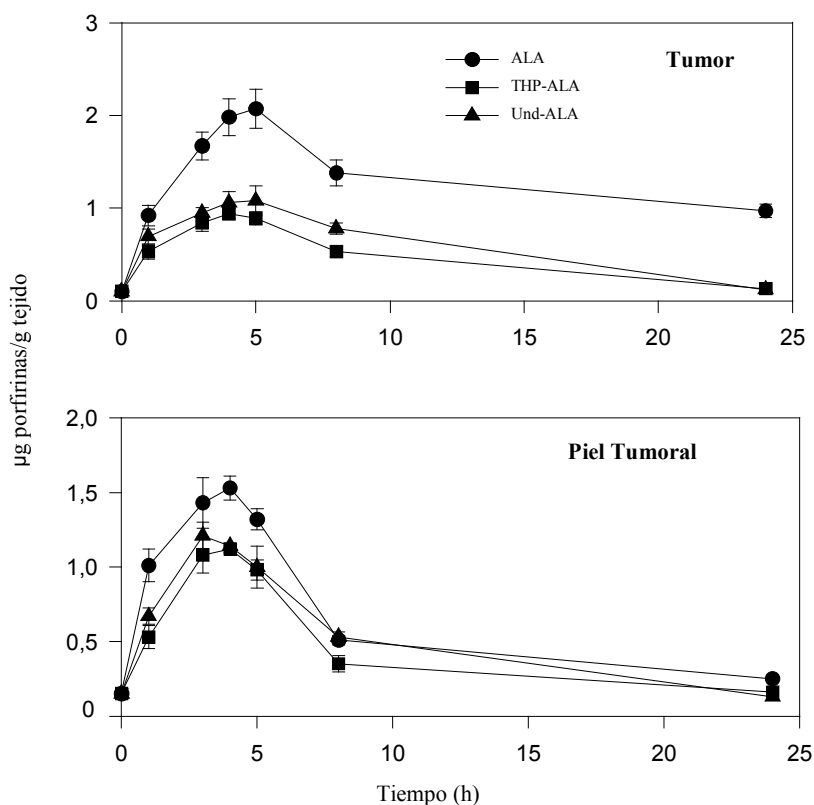 3
ALA
Tumor
THP-ALA
2
Und-ALA
1
0
0 5 10 15 20 25
µg porfirinas/g tejido
2,0
Piel Tumoral
1,5
1,0
0,5
0
0 5 10 15 20 25
Tiempo (h)